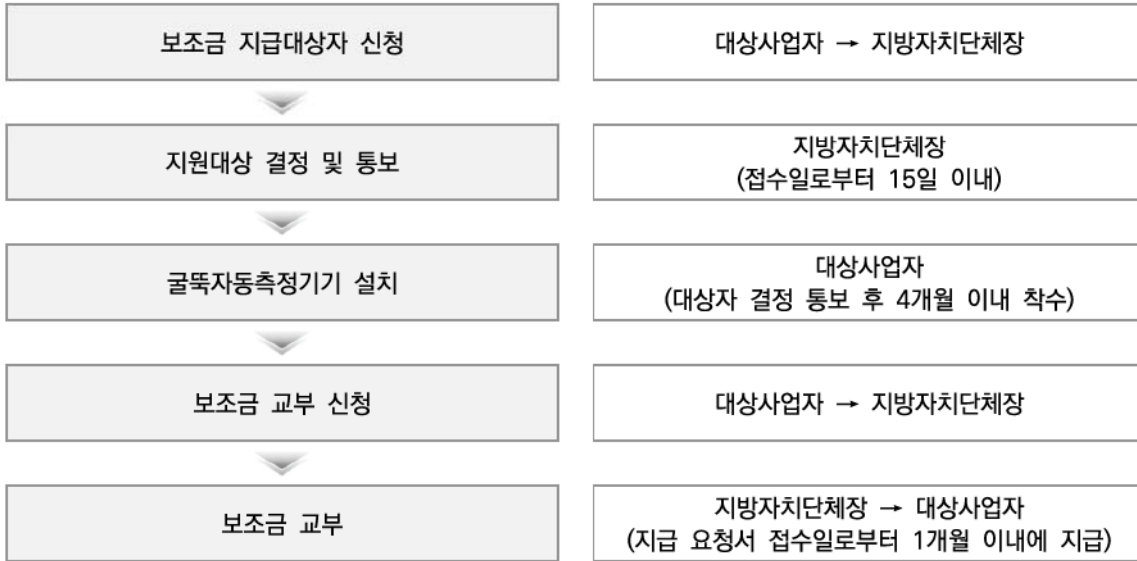 보조금 지급대상자 신청
대상사업자 → 지방자치단체장
지원대상 결정 및 통보
지방자치단체장
(접수일로부터 15일 이내)
굴뚝자동측정기기 설치
대상사업자
(대상자 결정 통보 후 4개월 이내 착수)
보조금 교부 신청
대상사업자 → 지방자치단체장
보조금 교부
지방자치단체장 → 대상사업자
(지급 요청서 접수일로부터 1개월 이내에 지급)